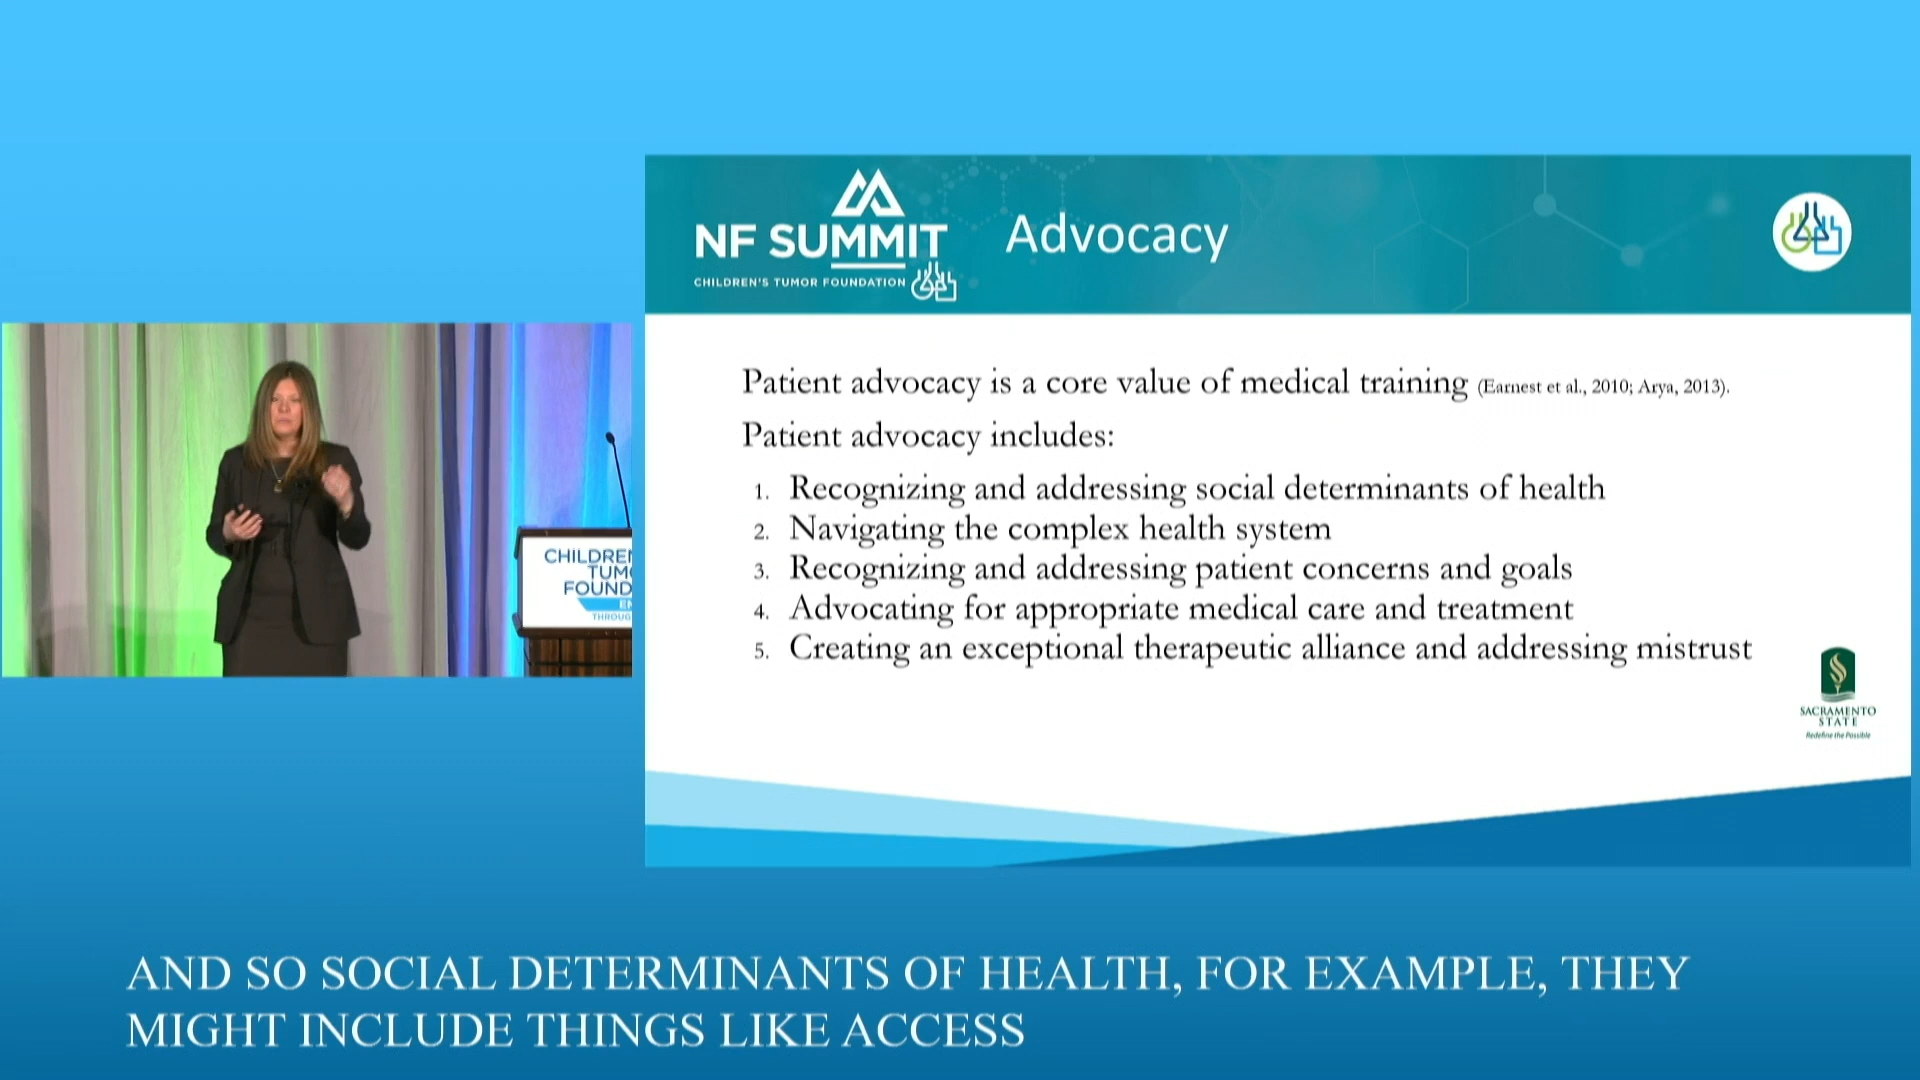 NF SUMMIT
CHILDREN'S TUMOR FOUNDATION
Advocacy
Patient advocacy is a core value of medical training (Earnest et al., 2010; Arya, 2013).
Patient advocacy includes:
1. Recognizing and addressing social determinants of health
2. Navigating the complex health system
3. Recognizing and addressing patient concerns and goals
4. Advocating for appropriate medical care and treatment
5. Creating an exceptional therapeutic alliance and addressing mistrust
SACRAMENTO
STATE
Redefine the Possible
CHILDREN
TUMO
FOUND
EN
THROUG
AND SO SOCIAL DETERMINANTS OF HEALTH, FOR EXAMPLE, THEY
MIGHT INCLUDE THINGS LIKE ACCESS